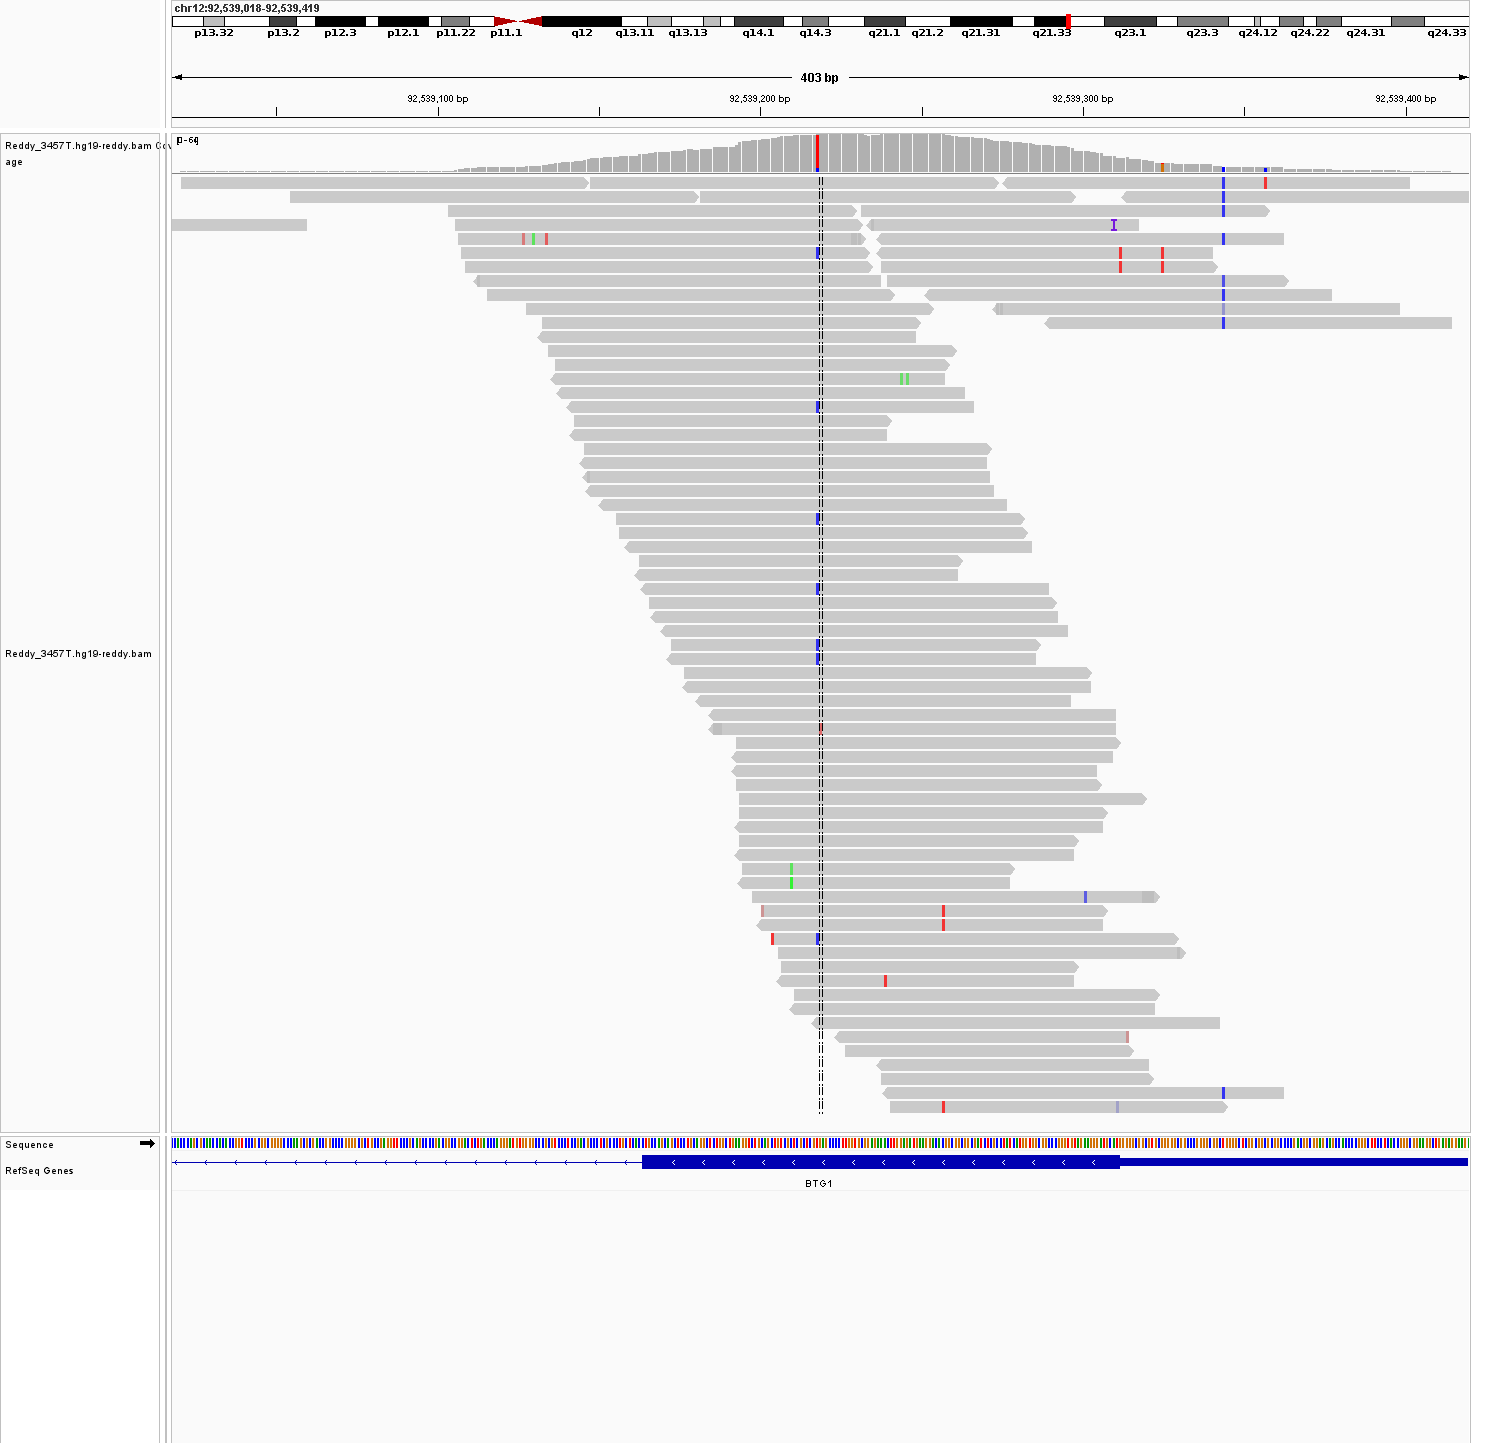 chr12:92,539,018-92,539,419
p13.32 p13.2 p12.3 p12.1 p11.22 p11.1 q12 q13.11 q13.13 q14.1 q14.3 q21.1 q21.2 q21.31 q21.33 q23.1 q23.3 q24.12 q24.22 q24.31 q24.33
403 bp
92,539,100 bp 92,539,200 bp 92,539,300 bp 92,539,400 bp
Reddy_3457T.hg19-reddy.bam Cov
age
Reddy_3457T.hg19-reddy.bam
Sequence
RefSeq Genes
BTG1